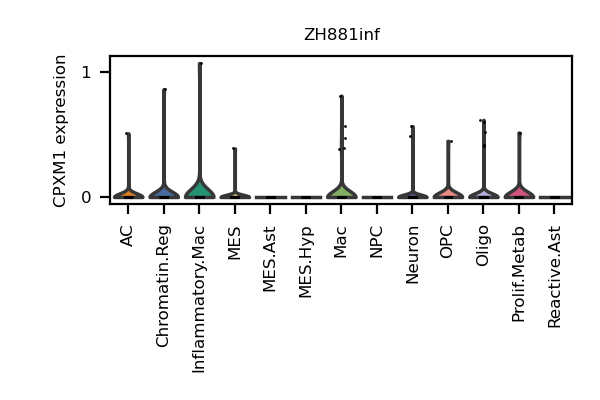 ZH881inf
CPXM1 expression
1
0
AC
Chromatin.Reg
Inflammatory.Mac
MES
MES.Ast
MES.Hyp
Mac
NPC
Neuron
OPC
Oligo
Prolif.Metab
Reactive.Ast